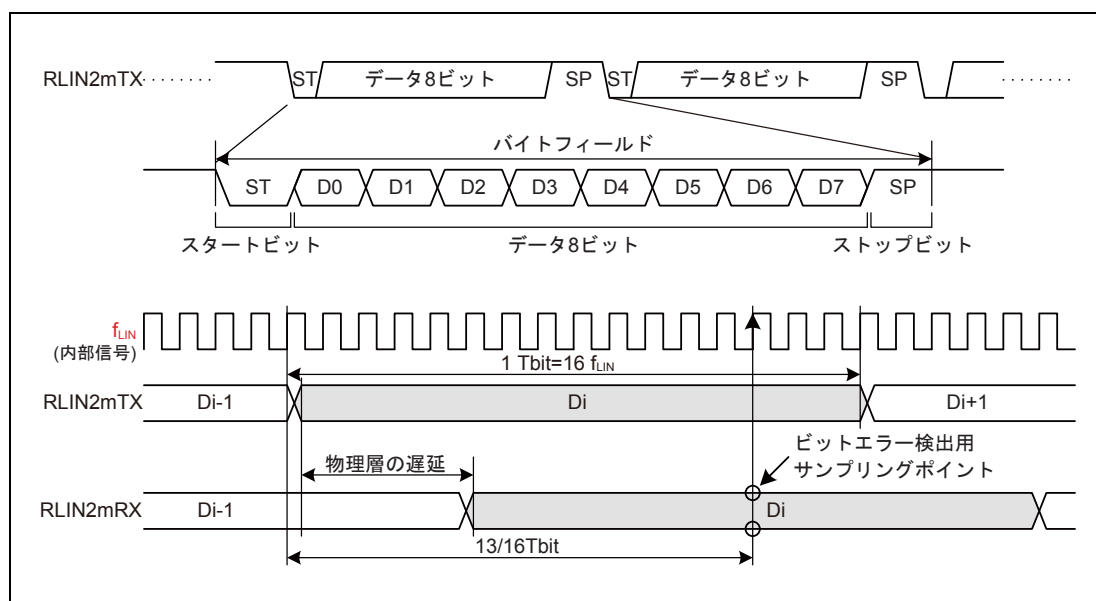 RLIN2mTX ST データ8ビット SP ST データ8ビット SP
バイトフィールド
ST D0 D1 D2 D3 D4 D5 D6 D7 SP
スタートビット データ8ビット ストップビット
fLIN
(内部信号)
1 Tbit=16 fLIN
RLIN2mTX Di-1 Di Di+1
ビットエラー検出用
サンプリングポイント
物理層の遅延
RLIN2mRX Di-1 Di
13/16Tbit